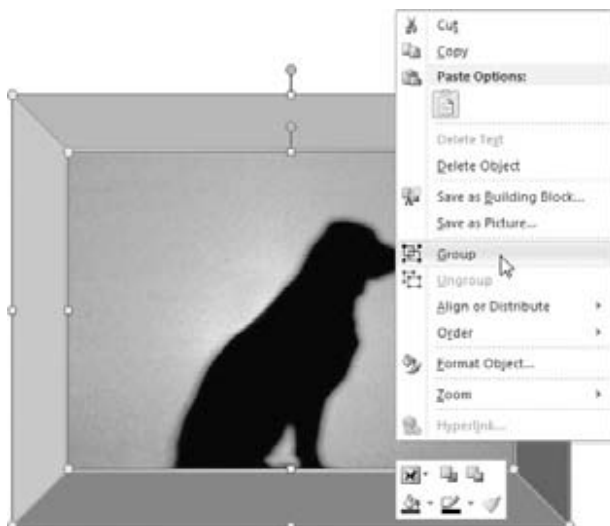 Cut
Copy
Paste Options:
Delete Text
Delete Object
Save as Building Block...
Save as Picture...
Group
Ungroup
Align or Distribute
Order
Format Object...
Zoom
Hyperlink...